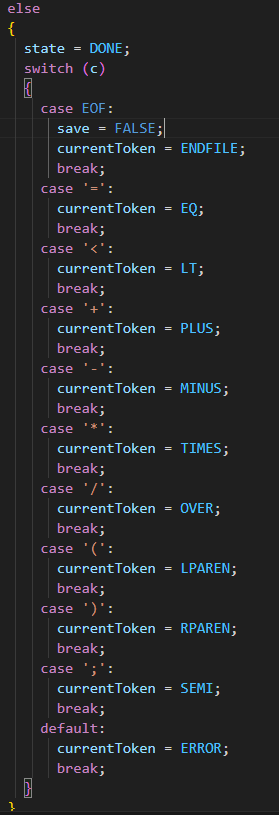 else
{
state = DONE;
switch (c)
{
case EOF:
save = FALSE;
currentToken = ENDFILE;
break;
case '=':
currentToken = EQ;
break;
case '<':
currentToken = LT;
break;
case '+':
currentToken = PLUS;
break;
case '-':
currentToken = MINUS;
break;
case '*':
currentToken = TIMES;
break;
case '/':
currentToken = OVER;
break;
case '(':
currentToken = LPAREN;
break;
case ')':
currentToken = RPAREN;
break;
case ';':
currentToken = SEMI;
break;
default:
currentToken = ERROR;
break;
}
}